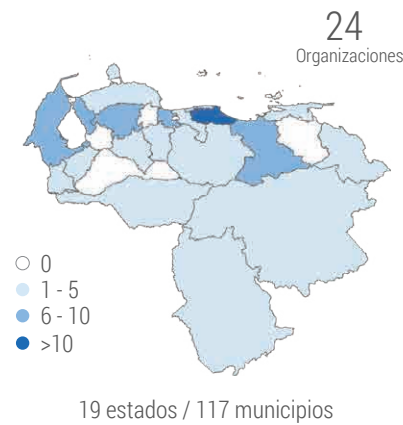 24
Organizaciones
0
1 - 5
6 - 10
>10
19 estados / 117 municipios